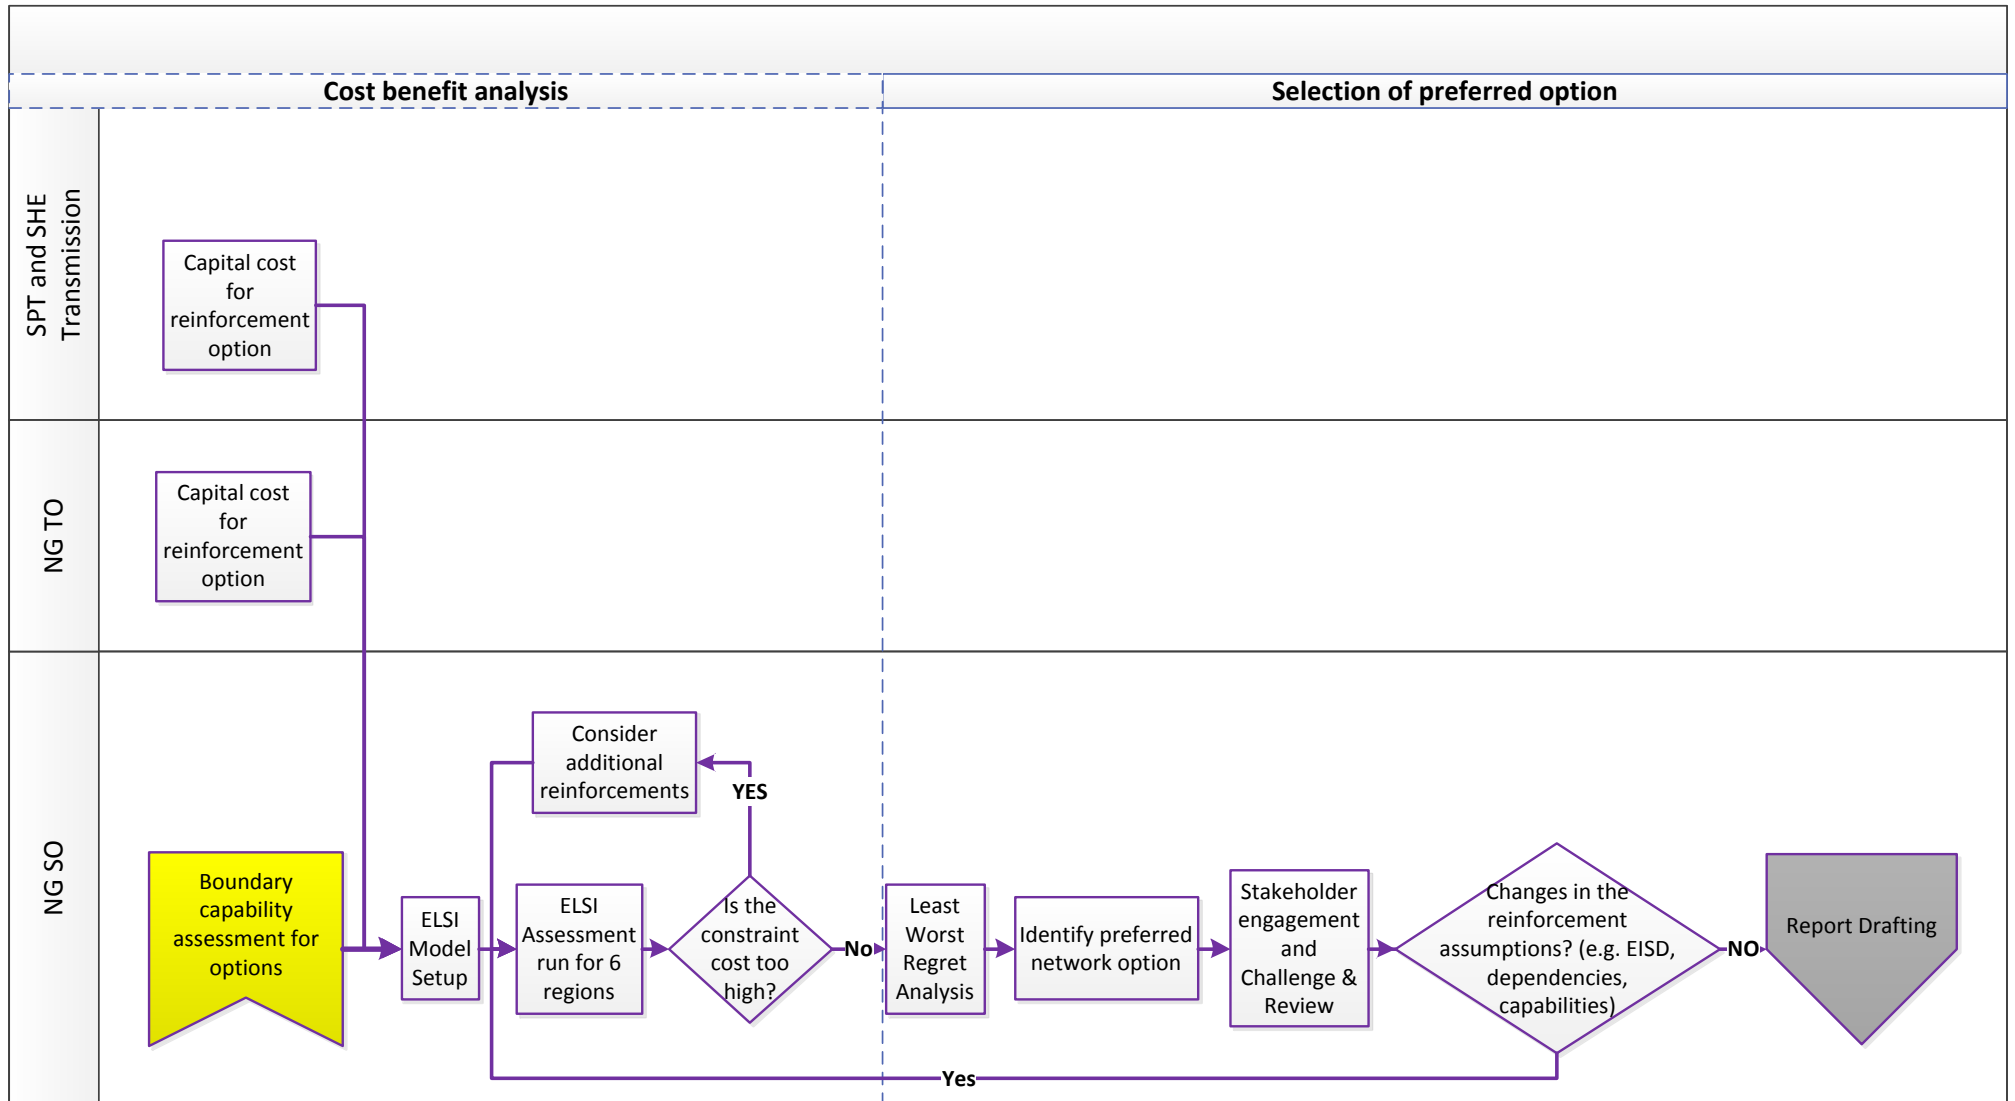 Cost benefit analysis
Selection of preferred option
SPT and SHE
Transmission
Capital cost
for
reinforcement
option
NG TO
Capital cost
for
reinforcement
option
NG SO
Boundary
capability
assessment for
options
ELSI
Model
Setup
Consider
additional
reinforcements
YES
ELSI
Assessment
run for 6
regions
Is the
constraint
cost too
high?
No
Least
Worst
Regret
Analysis
Identify preferred
network option
Stakeholder
engagement
and
Challenge &
Review
Changes in the
reinforcement
assumptions? (e.g. EISD,
dependencies,
capabilities)
NO
Report Drafting
Yes